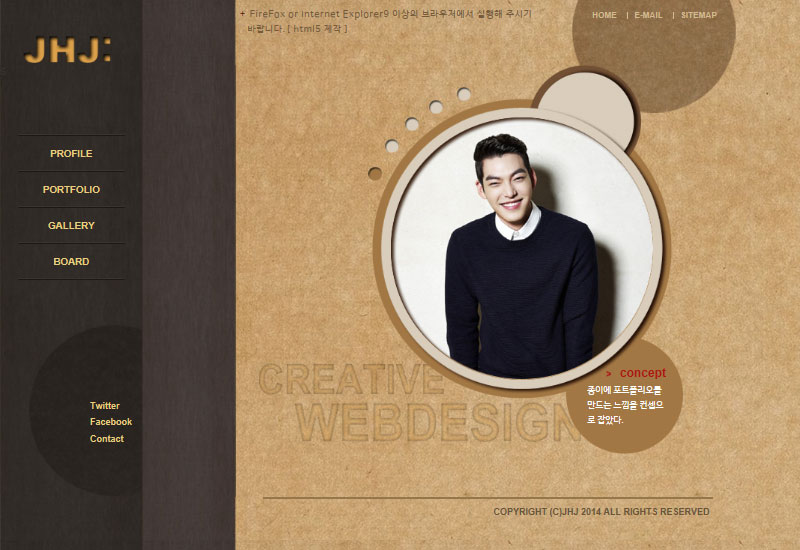 + FireFox or internet Explorer9 이상의 브라우저에서 실행해 주시기
바랍니다. [ html5 제작 ]
HOME | E-MAIL | SITEMAP
JHJ:
PROFILE
PORTFOLIO
GALLERY
BOARD
CREATIVE
WEBDESIGN
> concept
종이에 포트폴리오를
만드는 느낌을 컨셉으
로 잡았다.
Twitter
Facebook
Contact
COPYRIGHT (C)JHJ 2014 ALL RIGHTS RESERVED